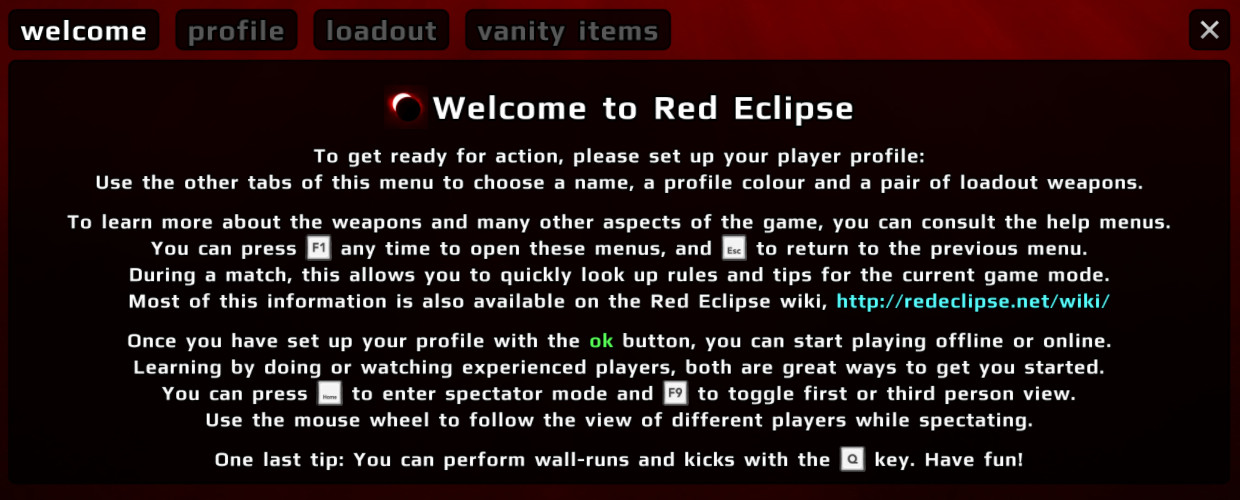 welcome profile loadout vanity items
Welcome to Red Eclipse
To get ready for action, please set up your player profile:
Use the other tabs of this menu to choose a name, a profile colour and a pair of loadout weapons.
To learn more about the weapons and many other aspects of the game, you can consult the help menus.
You can press F1 any time to open these menus, and Esc to return to the previous menu.
During a match, this allows you to quickly look up rules and tips for the current game mode.
Most of this information is also available on the Red Eclipse wiki, http://redeclipse.net/wiki/
Once you have set up your profile with the ok button, you can start playing offline or online.
Learning by doing or watching experienced players, both are great ways to get you started.
You can press Home to enter spectator mode and F9 to toggle first or third person view.
Use the mouse wheel to follow the view of different players while spectating.
One last tip: You can perform wall-runs and kicks with the Q key. Have fun!